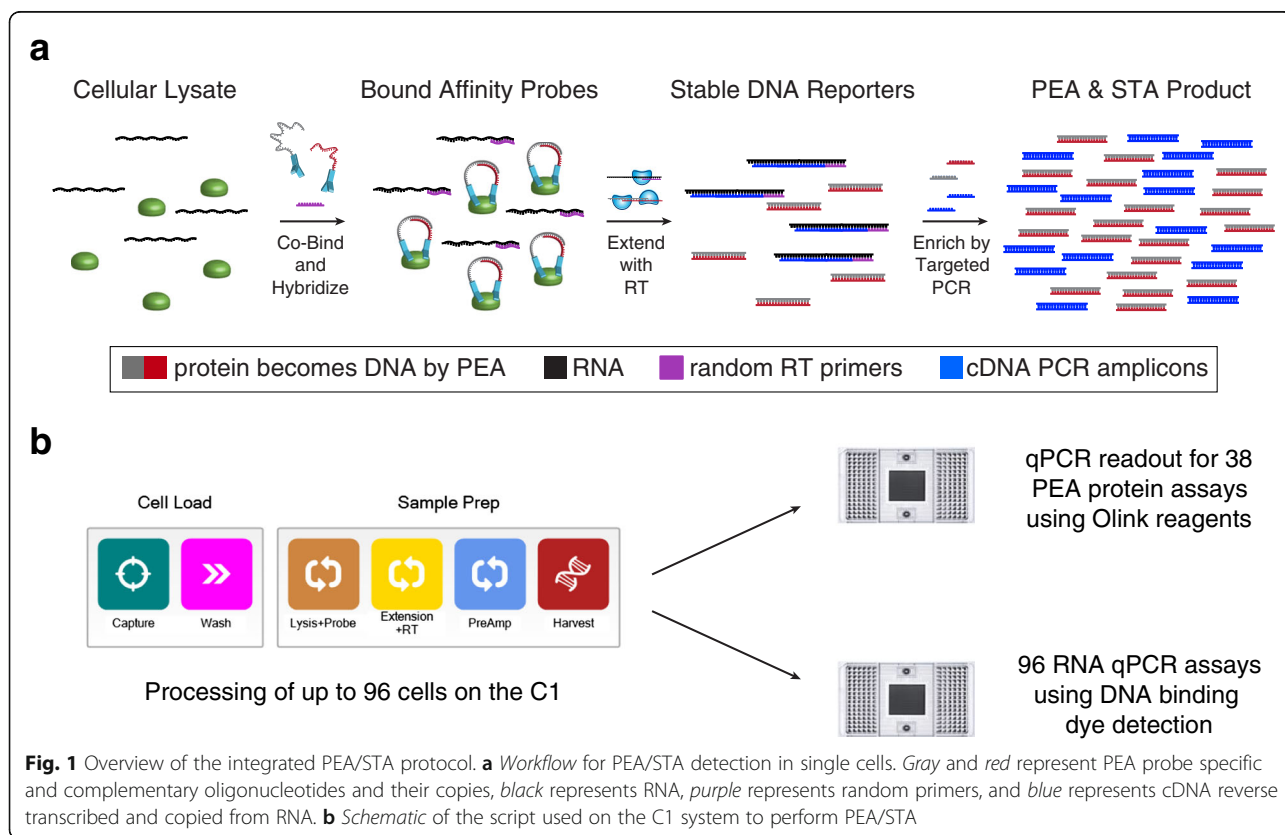 a
Cellular Lysate
Bound Affinity Probes
Stable DNA Reporters
PEA & STA Product
Co-Bind
and
Hybridize
Extend
with
RT
Enrich by
Targeted
PCR
protein becomes DNA by PEA
RNA
random RT primers
cDNA PCR amplicons
b
Cell Load
Sample Prep
Capture
Wash
Lysis+Probe
Extension
+RT
PreAmp
Harvest
Processing of up to 96 cells on the C1
qPCR readout for 38
PEA protein assays
using Olink reagents
96 RNA qPCR assays
using DNA binding
dye detection
Fig. 1 Overview of the integrated PEA/STA protocol. a Workflow for PEA/STA detection in single cells. Gray and red represent PEA probe specific
and complementary oligonucleotides and their copies, black represents RNA, purple represents random primers, and blue represents cDNA reverse
transcribed and copied from RNA. b Schematic of the script used on the C1 system to perform PEA/STA